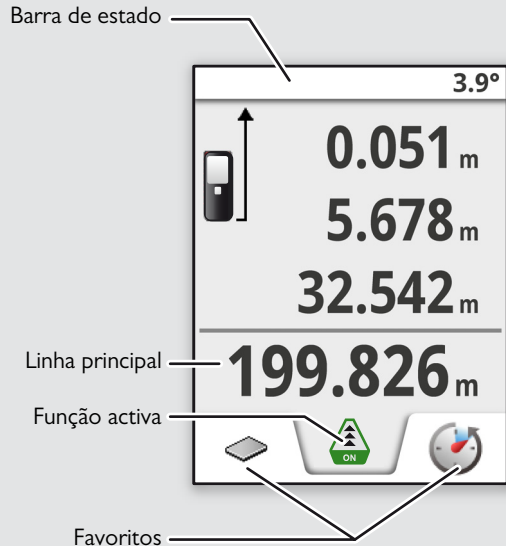 Barra de estado
3.9°
0.051 m
5.678 m
32.542 m
Linha principal
199.826 m
Função activa
ON
Favoritos